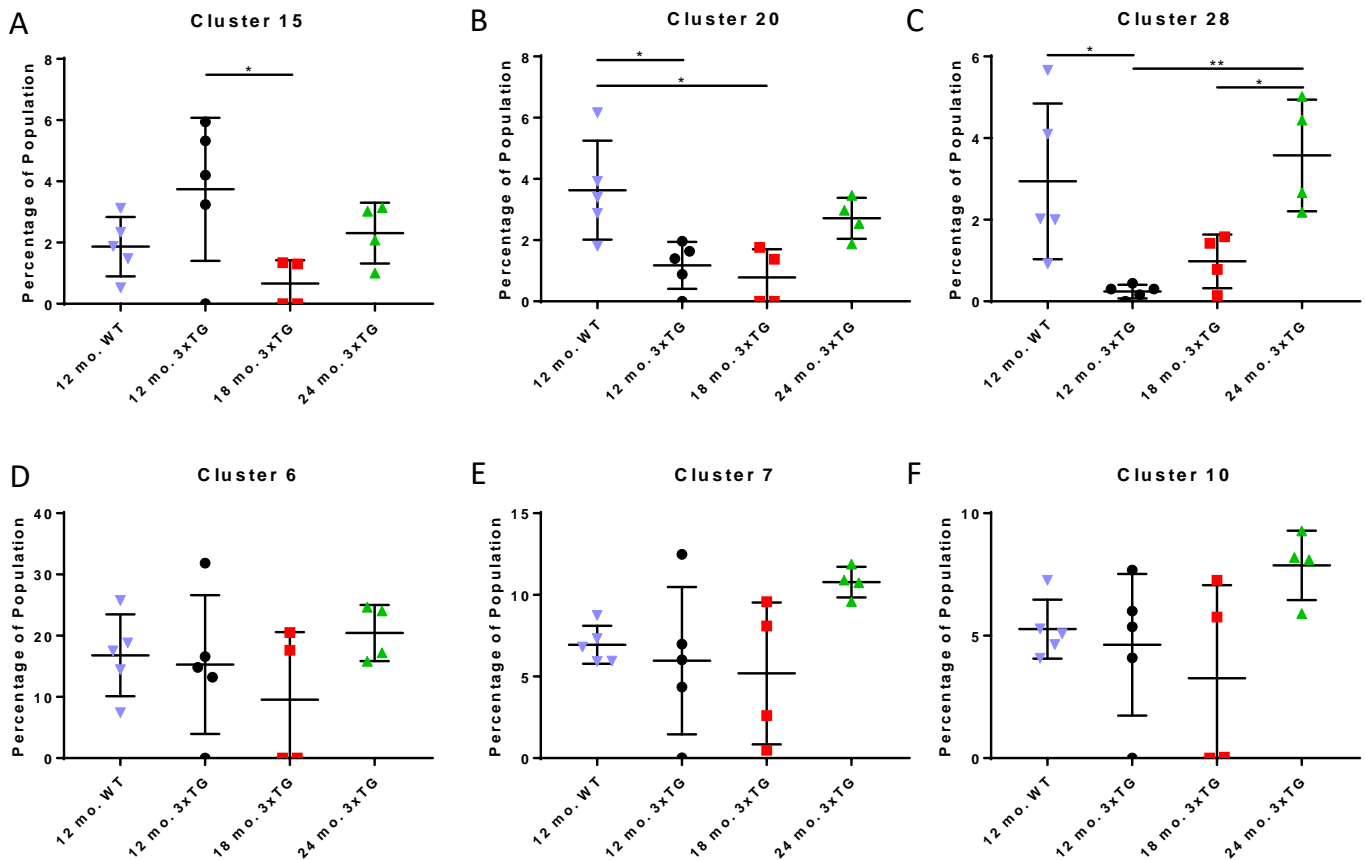 A
Cluster 15
Percentage of Population
8
6
4
2
0
*
12 mo. WT
12 mo. 3xTG
18 mo. 3xTG
24 mo. 3xTG
B
Cluster 20
Percentage of Population
8
6
4
2
0
*
*
12 mo. WT
12 mo. 3xTG
18 mo. 3xTG
24 mo. 3xTG
C
Cluster 28
Percentage of Population
6
4
2
0
*
**
*
12 mo. WT
12 mo. 3xTG
18 mo. 3xTG
24 mo. 3xTG
D
Cluster 6
Percentage of Population
40
30
20
10
0
12 mo. WT
12 mo. 3xTG
18 mo. 3xTG
24 mo. 3xTG
E
Cluster 7
Percentage of Population
15
10
5
0
12 mo. WT
12 mo. 3xTG
18 mo. 3xTG
24 mo. 3xTG
F
Cluster 10
Percentage of Population
10
5
0
12 mo. WT
12 mo. 3xTG
18 mo. 3xTG
24 mo. 3xTG